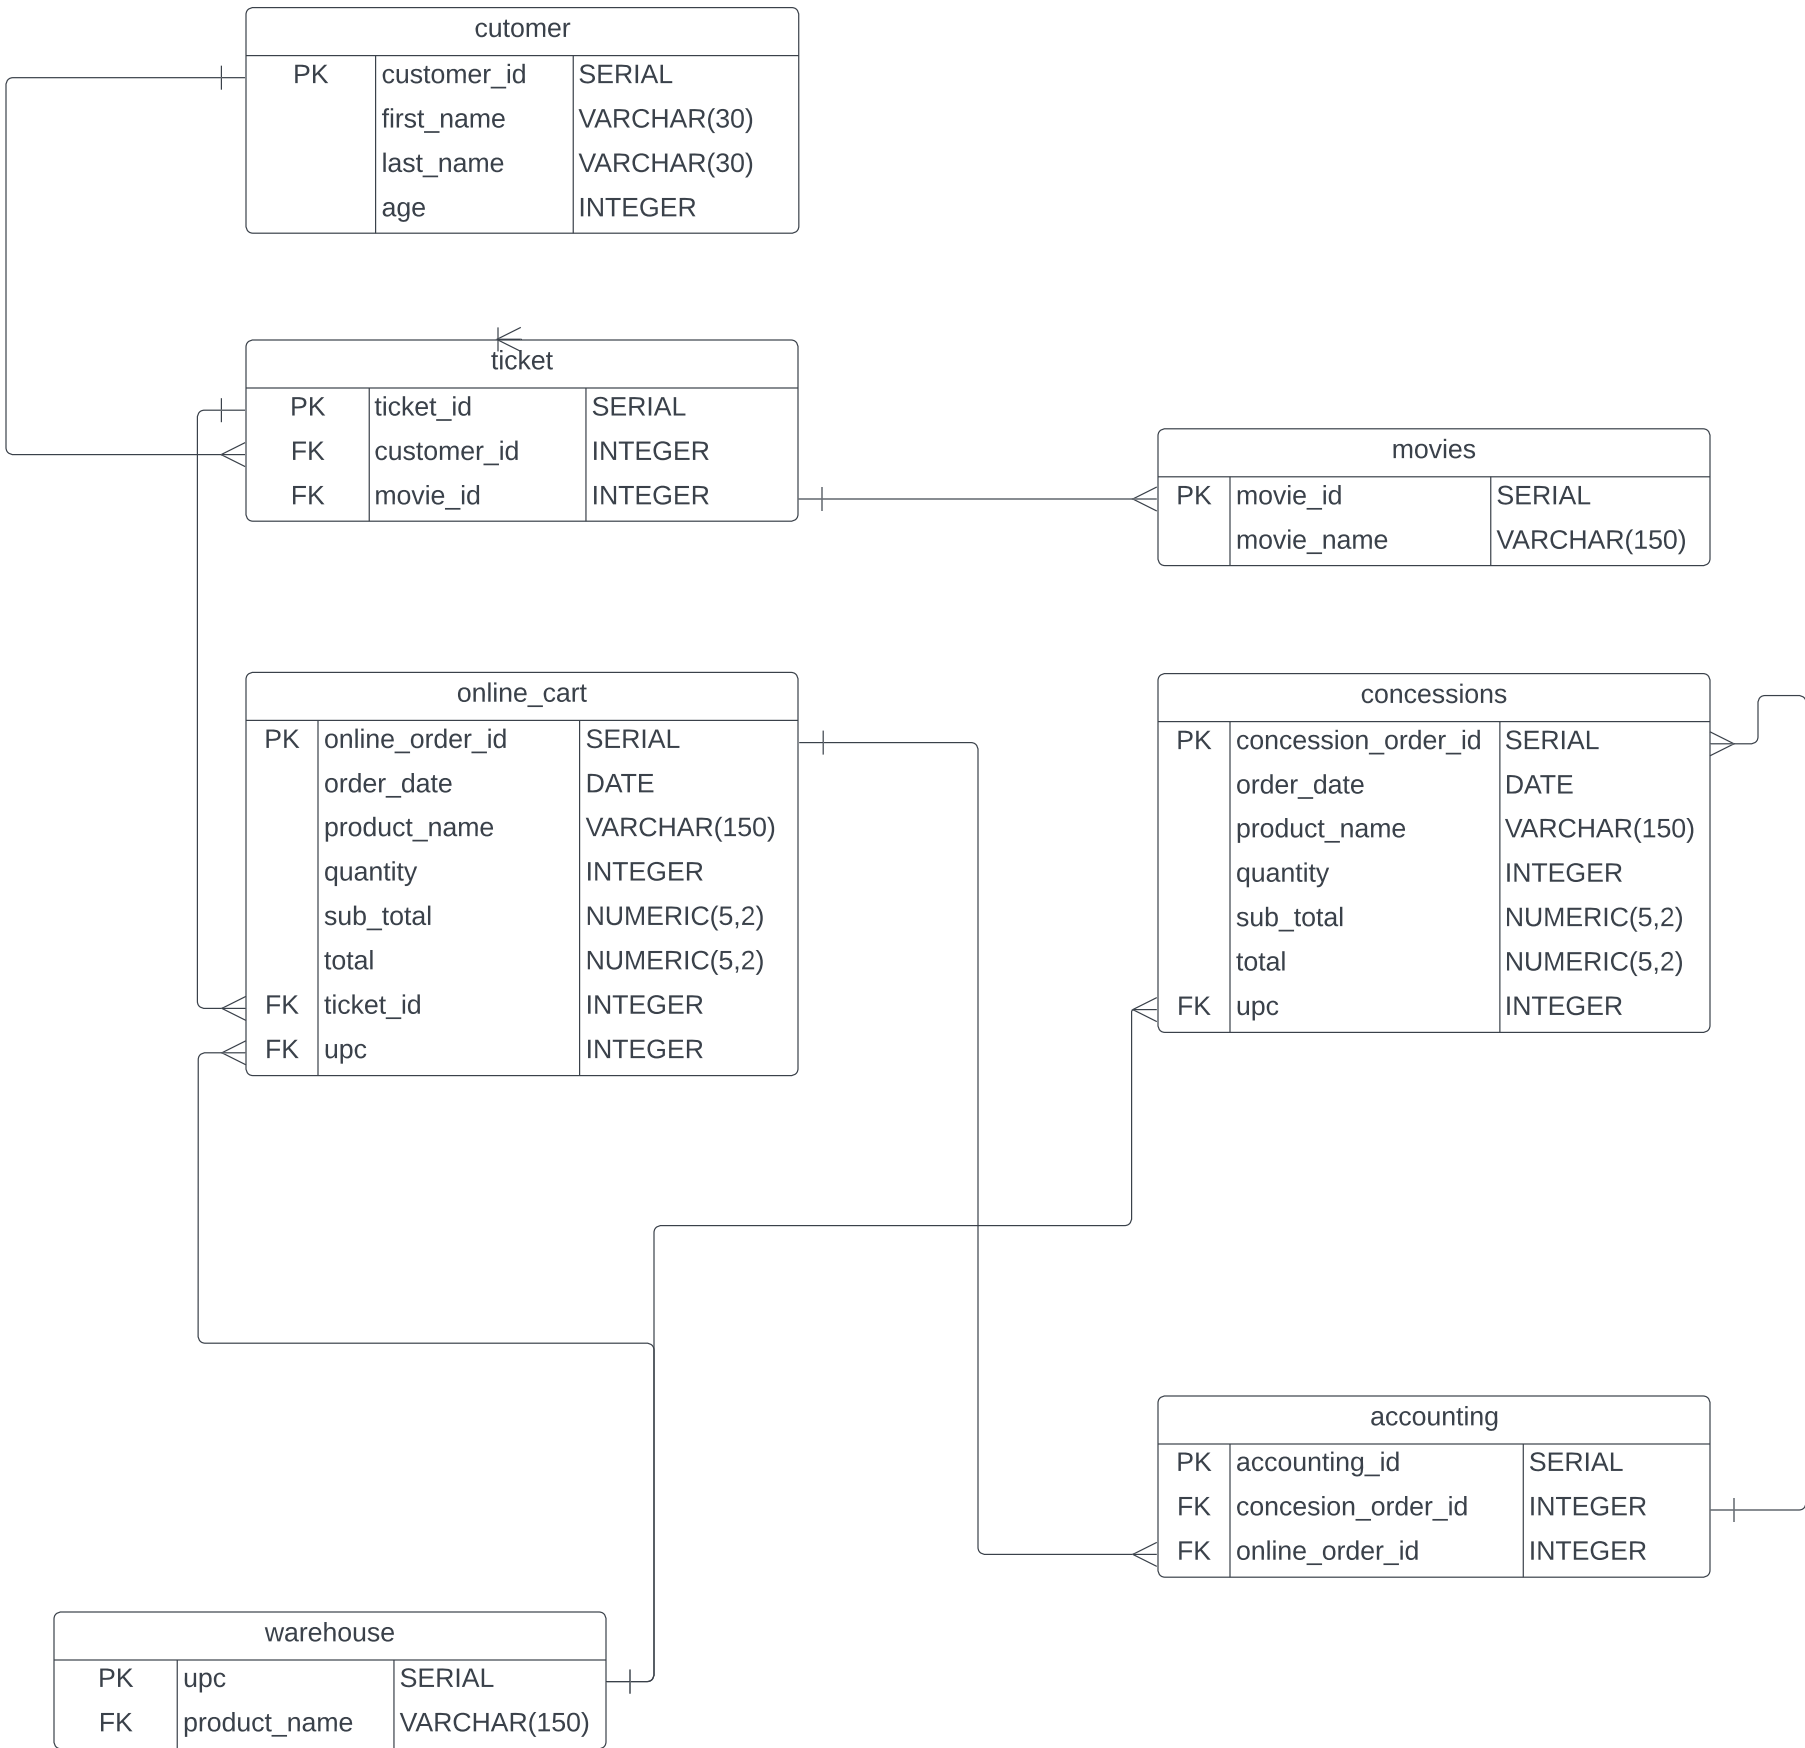 cutomer
PK customer_id SERIAL
first_name VARCHAR(30)
last_name VARCHAR(30)
age INTEGER
ticket
PK ticket_id SERIAL
FK customer_id INTEGER
FK movie_id INTEGER
movies
PK movie_id SERIAL
movie_name VARCHAR(150)
online_cart
PK online_order_id SERIAL
order_date DATE
product_name VARCHAR(150)
quantity INTEGER
sub_total NUMERIC(5,2)
total NUMERIC(5,2)
FK ticket_id INTEGER
FK upc INTEGER
concessions
PK concession_order_id SERIAL
order_date DATE
product_name VARCHAR(150)
quantity INTEGER
sub_total NUMERIC(5,2)
total NUMERIC(5,2)
FK upc INTEGER
accounting
PK accounting_id SERIAL
FK concesion_order_id INTEGER
FK online_order_id INTEGER
warehouse
PK upc SERIAL
FK product_name VARCHAR(150)